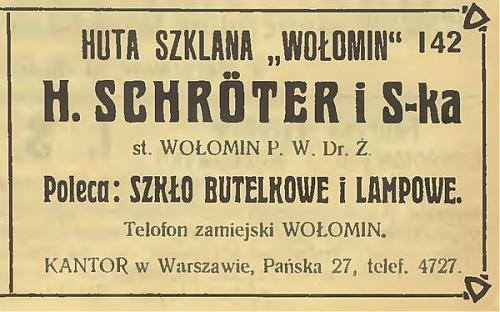 HUTA SZKLANA „WOŁOMIN“ 142
H. SCHRÖTER i S-ka
st. WOŁOMIN P. W. Dr. Ż.
Poleca: SZKŁO BUTELKOWE i LAMPOWE.
Telofon zamiejski WOŁOMIN.
KANTOR w Warszawie, Pańska 27, telef. 4727.